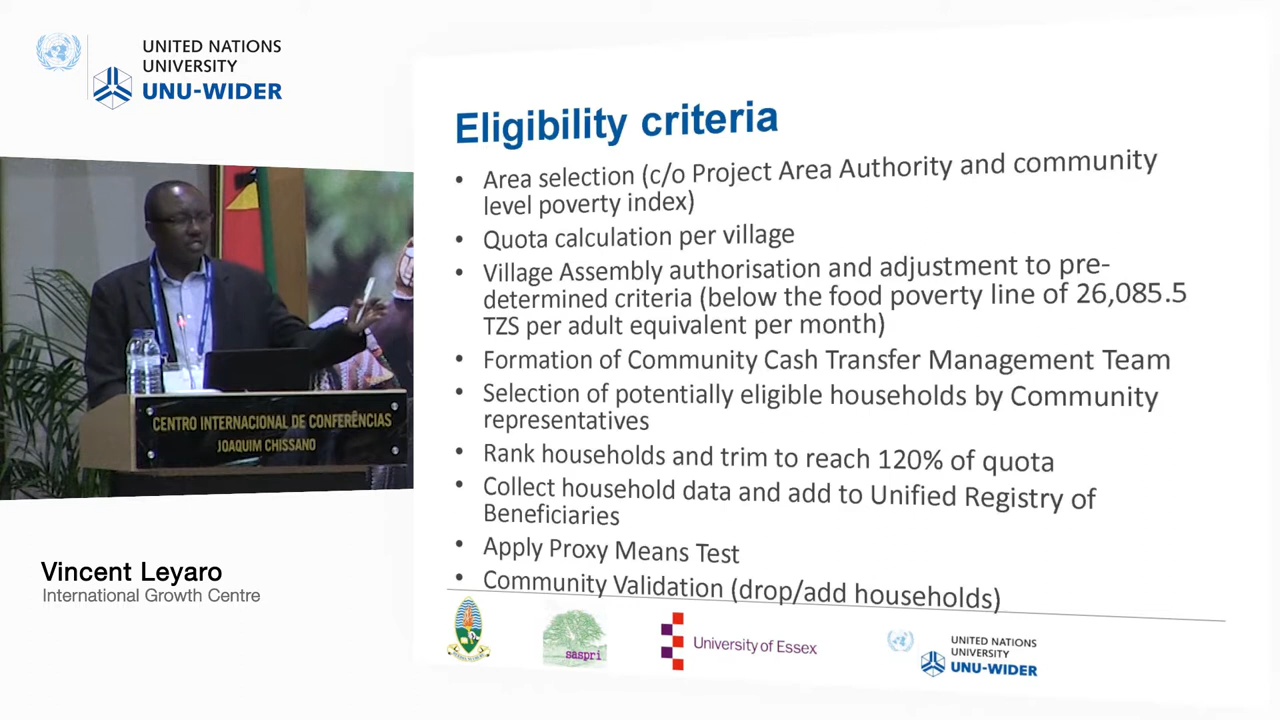 UNITED NATIONS
UNIVERSITY
UNU-WIDER
Eligibility criteria
• Area selection (c/o Project Area Authority and community
level poverty index)
• Quota calculation per village
• Village Assembly authorisation and adjustment to pre-
determined criteria (below the food poverty line of 26,085.5
TZS per adult equivalent per month)
• Formation of Community Cash Transfer Management Team
• Selection of potentially eligible households by Community
representatives
• Rank households and trim to reach 120% of quota
• Collect household data and add to Unified Registry of
Beneficiaries
• Apply Proxy Means Test
• Community Validation (drop/add households)
CENTRO INTERNACIONAL DE CONFERÊNCIAS
JOAQUIM CHISSANO
Vincent Leyaro
International Growth Centre
saspri
University of Essex
UNITED NATIONS
UNIVERSITY
UNU-WIDER